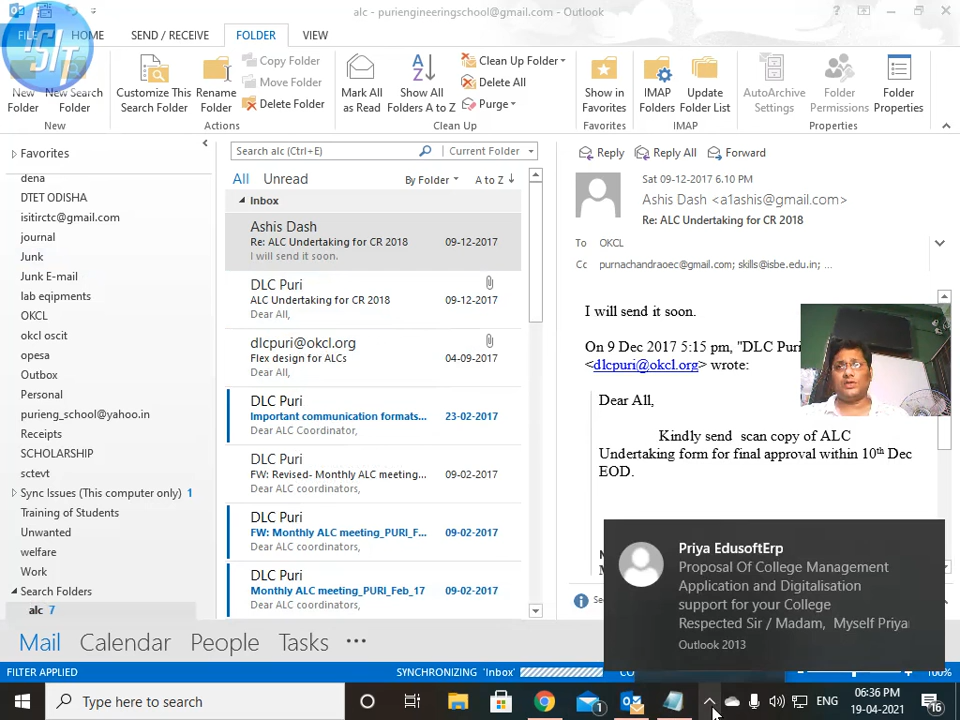 alc - puriengineeringschool@gmail.com - Outlook
FILE HOME SEND / RECEIVE FOLDER VIEW
ISIT
New Folder
New Search Folder
New
Customize This Search Folder
Rename Folder
Copy Folder
Move Folder
Delete Folder
Actions
Mark All as Read
Show All Folders A to Z
Clean Up Folder
Delete All
Purge
Clean Up
Show in Favorites
Favorites
IMAP Folders
Update Folder List
IMAP
AutoArchive Settings
Folder Permissions
Folder Properties
Properties
Favorites
dena
DTET ODISHA
isitirctc@gmail.com
journal
Junk
Junk E-mail
lab eqipments
OKCL
okcl oscit
opesa
Outbox
Personal
purieng_school@yahoo.in
Receipts
SCHOLARSHIP
sctevt
Sync Issues (This computer only) 1
Training of Students
Unwanted
welfare
Work
Search Folders
alc 7
Search alc (Ctrl+E) Current Folder
All Unread By Folder A to Z
Inbox
Ashis Dash
Re: ALC Undertaking for CR 2018 09-12-2017
I will send it soon.
DLC Puri
ALC Undertaking for CR 2018 09-12-2017
Dear All,
dlcpuri@okcl.org
Flex design for ALCs 04-09-2017
Dear All,
DLC Puri
Important communication formats... 23-02-2017
Dear ALC Coordinator,
DLC Puri
FW: Revised- Monthly ALC meeting... 09-02-2017
Dear ALC coordinators,
DLC Puri
FW: Monthly ALC meeting_PURI_F... 09-02-2017
Dear ALC coordinators,
DLC Puri
Monthly ALC meeting_PURI_Feb_17 09-02-2017
Dear ALC coordinators,
Reply Reply All Forward
Sat 09-12-2017 6.10 PM
Ashis Dash <a1ashis@gmail.com>
Re: ALC Undertaking for CR 2018
To OKCL
Cc purnachandraoec@gmail.com; skills@isbe.edu.in; ...
I will send it soon.
On 9 Dec 2017 5:15 pm, "DLC Puri
<dlcpuri@okcl.org> wrote:
Dear All,
Kindly send scan copy of ALC
Undertaking form for final approval within 10th Dec
EOD.
Priya EdusoftErp
Proposal Of College Management
Application and Digitalisation
support for your College
Respected Sir / Madam, Myself Priya
Outlook 2013
Mail Calendar People Tasks ...
FILTER APPLIED SYNCHRONIZING 'Inbox' 100%
Type here to search
1
ENG
06:36 PM
19-04-2021
16